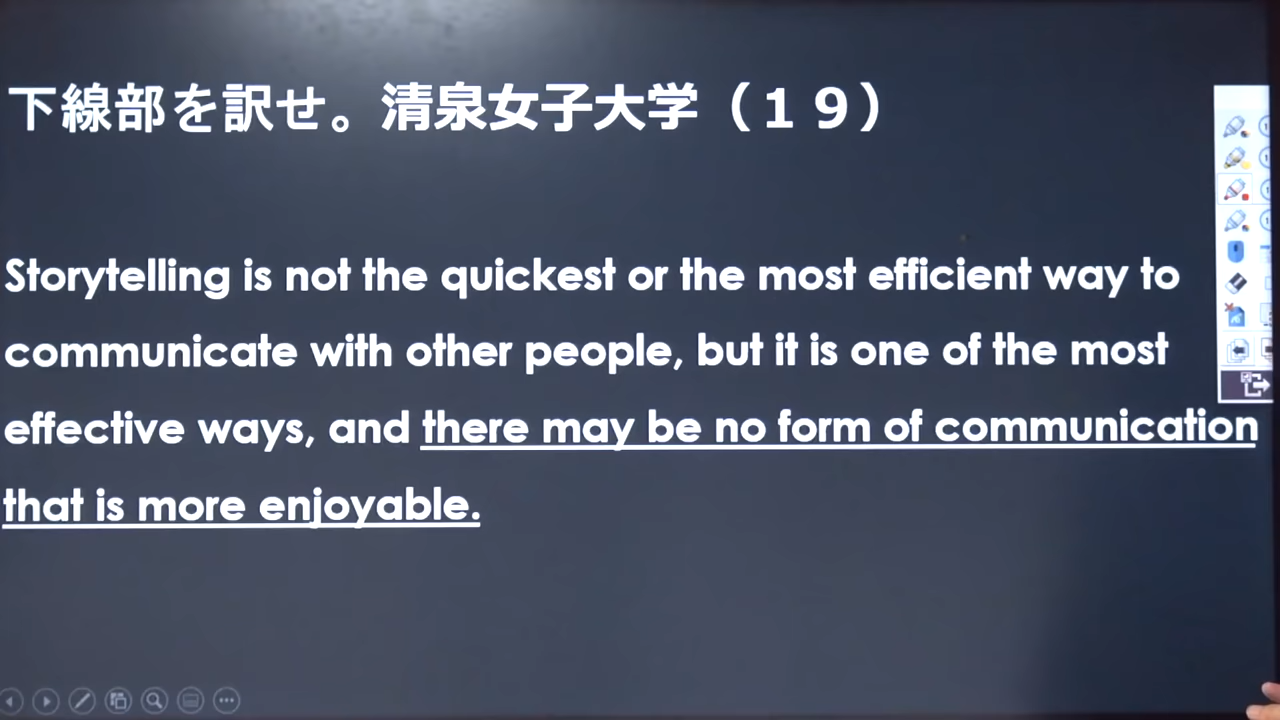 下線部を訳せ。清泉女子大学（１９）
Storytelling is not the quickest or the most efficient way to
communicate with other people, but it is one of the most
effective ways, and there may be no form of communication
that is more enjoyable.